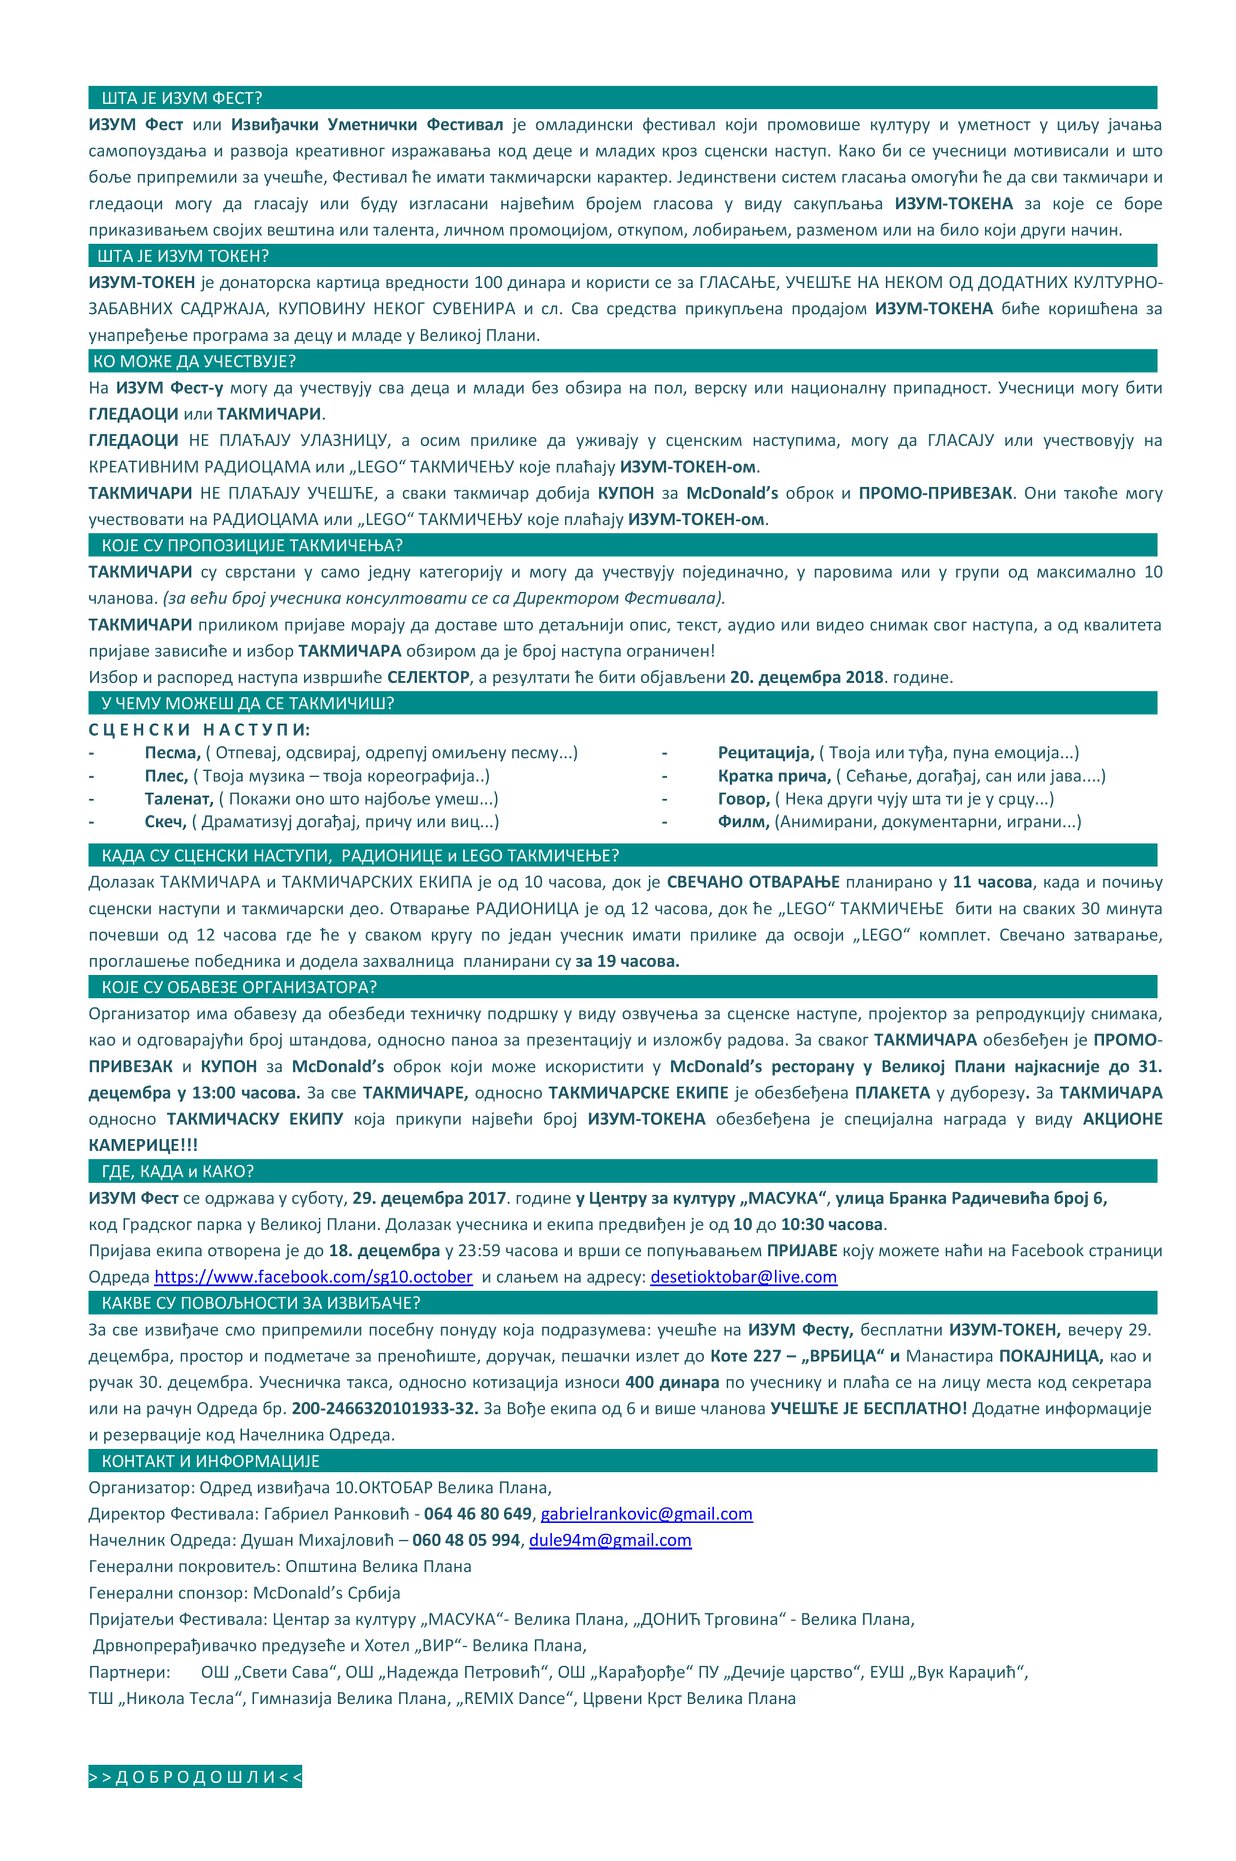 ШТА ЈЕ ИЗУМ ФЕСТ?
ИЗУМ Фест или Извиђачки Уметнички Фестивал је омладински фестивал који промовише културу и уметност у циљу јачања
самопоуздања и развоја креативног изражавања код деце и младих кроз сценски наступ. Како би се учесници мотивисали и што
боље припремили за учешће, Фестивал ће имати такмичарски карактер. Јединствени систем гласања омогући ће да сви такмичари и
гледаоци могу да гласају или буду изгласани највећим бројем гласова у виду сакупљања ИЗУМ-ТОКЕНА за које се боре
приказивањем својих вештина или талента, личном промоцијом, откупом, лобирањем, разменом или на било који други начин.
ШТА ЈЕ ИЗУМ ТОКЕН?
ИЗУМ-ТОКЕН је донаторска картица вредности 100 динара и користи се за ГЛАСАЊЕ, УЧЕШЋЕ НА НЕКОМ ОД ДОДАТНИХ КУЛТУРНО-
ЗАБАВНИХ САДРЖАЈА, КУПОВИНУ НЕКОГ СУВЕНИРА и сл. Сва средства прикупљена продајом ИЗУМ-ТОКЕНА биће коришћена за
унапређење програма за децу и младе у Великој Плани.
КО МОЖЕ ДА УЧЕСТВУЈЕ?
На ИЗУМ Фест-у могу да учествују сва деца и млади без обзира на пол, верску или националну припадност. Учесници могу бити
ГЛЕДАОЦИ или ТАКМИЧАРИ.
ГЛЕДАОЦИ НЕ ПЛАЋАЈУ УЛАЗНИЦУ, а осим прилике да уживају у сценским наступима, могу да ГЛАСАЈУ или учествовују на
КРЕАТИВНИМ РАДИОЦАМА или „LEGO“ ТАКМИЧЕЊУ које плаћају ИЗУМ-ТОКЕН-ом.
ТАКМИЧАРИ НЕ ПЛАЋАЈУ УЧЕШЋЕ, а сваки такмичар добија КУПОН за McDonald’s оброк и ПРОМО-ПРИВЕЗАК. Они такоће могу
учествовати на РАДИОЦАМА или „LEGO“ ТАКМИЧЕЊУ које плаћају ИЗУМ-ТОКЕН-ом.
КОЈЕ СУ ПРОПОЗИЦИЈЕ ТАКМИЧЕЊА?
ТАКМИЧАРИ су сврстани у само једну категорију и могу да учествују појединачно, у паровима или у групи од максимално 10
чланова. (за већи број учесника консултовати се са Директором Фестивала).
ТАКМИЧАРИ приликом пријаве морају да доставе што детаљнији опис, текст, аудио или видео снимак свог наступа, а од квалитета
пријаве зависиће и избор ТАКМИЧАРА обзиром да је број наступа ограничен!
Избор и распоред наступа извршиће СЕЛЕКТОР, а резултати ће бити објављени 20. децембра 2018. године.
У ЧЕМУ МОЖЕШ ДА СЕ ТАКМИЧИШ?
С Ц Е Н С К И   Н А С Т У П И:
- Песма, ( Отпевај, одсвирај, одрепуј омиљену песму...)
- Плес, ( Твоја музика – твоја кореографија..)
- Таленат, ( Покажи оно што најбоље умеш...)
- Скеч, ( Драматизуј догађај, причу или виц...)
- Рецитација, ( Твоја или туђа, пуна емоција...)
- Кратка прича, ( Сећање, догађај, сан или јава....)
- Говор, ( Нека други чују шта ти је у срцу...)
- Филм, (Анимирани, документарни, играни...)
КАДА СУ СЦЕНСКИ НАСТУПИ, РАДИОНИЦЕ и LEGO ТАКМИЧЕЊЕ?
Долазак ТАКМИЧАРА и ТАКМИЧАРСКИХ ЕКИПА је од 10 часова, док је СВЕЧАНО ОТВАРАЊЕ планирано у 11 часова, када и почињу
сценски наступи и такмичарски део. Отварање РАДИОНИЦА је од 12 часова, док ће „LEGO“ ТАКМИЧЕЊЕ бити на сваких 30 минута
почевши од 12 часова где ће у сваком кругу по један учесник имати прилике да освоји „LEGO“ комплет. Свечано затварање,
проглашење победника и додела захвалница планирани су за 19 часова.
КОЈЕ СУ ОБАВЕЗЕ ОРГАНИЗАТОРА?
Организатор има обавезу да обезбеди техничку подршку у виду озвучења за сценске наступе, пројектор за репродукцију снимака,
као и одговарајући број штандова, односно паноа за презентацију и изложбу радова. За сваког ТАКМИЧАРА обезбеђен је ПРОМО-
ПРИВЕЗАК и КУПОН за McDonald’s оброк који може искористити у McDonald’s ресторану у Великој Плани најкасније до 31.
децембра у 13:00 часова. За све ТАКМИЧАРЕ, односно ТАКМИЧАРСКЕ ЕКИПЕ је обезбеђена ПЛАКЕТА у дуборезу. За ТАКМИЧАРА
односно ТАКМИЧАСКУ ЕКИПУ која прикупи највећи број ИЗУМ-ТОКЕНА обезбеђена је специјална награда у виду АКЦИОНЕ
КАМЕРИЦЕ!!!
ГДЕ, КАДА и КАКО?
ИЗУМ Фест се одржава у суботу, 29. децембра 2017. године у Центру за културу „МАСУКА“, улица Бранка Радичевића број 6,
код Градског парка у Великој Плани. Долазак учесника и екипа предвиђен је од 10 до 10:30 часова.
Пријава екипа отворена је до 18. децембра у 23:59 часова и врши се попуњавањем ПРИЈАВЕ коју можете наћи на Facebook страници
Одреда https://www.facebook.com/sg10.october и слањем на адресу: desetioktobar@live.com
КАКВЕ СУ ПОВОЉНОСТИ ЗА ИЗВИЂАЧЕ?
За све извиђаче смо припремили посебну понуду која подразумева: учешће на ИЗУМ Фесту, бесплатни ИЗУМ-ТОКЕН, вечеру 29.
децембра, простор и подметаче за преноћиште, доручак, пешачки излет до Коте 227 – „ВРБИЦА“ и Манастира ПОКАЈНИЦА, као и
ручак 30. децембра. Учесничка такса, односно котизација износи 400 динара по учеснику и плаћа се на лицу места код секретара
или на рачун Одреда бр. 200-2466320101933-32. За Вође екипа од 6 и више чланова УЧЕШЋЕ ЈЕ БЕСПЛАТНО! Додатне информације
и резервације код Начелника Одреда.
КОНТАКТ И ИНФОРМАЦИЈЕ
Организатор: Одред извиђача 10.ОКТОБАР Велика Плана,
Директор Фестивала: Габриел Ранковић - 064 46 80 649, gabrielrankovic@gmail.com
Начелник Одреда: Душан Михајловић – 060 48 05 994, dule94m@gmail.com
Генерални покровитељ: Општина Велика Плана
Генерални спонзор: McDonald’s Србија
Пријатељи Фестивала: Центар за културу „МАСУКА“- Велика Плана, „ДОНИЋ Трговина“ - Велика Плана,
Дрвнопрерађивачко предузеће и Хотел „ВИР“- Велика Плана,
Партнери: ОШ „Свети Сава“, ОШ „Надежда Петровић“, ОШ „Карађорђе“ ПУ „Дечије царство“, ЕУШ „Вук Караџић“,
ТШ „Никола Тесла“, Гимназија Велика Плана, „REMIX Dance“, Црвени Крст Велика Плана
> > Д О Б Р О Д О Ш Л И < <